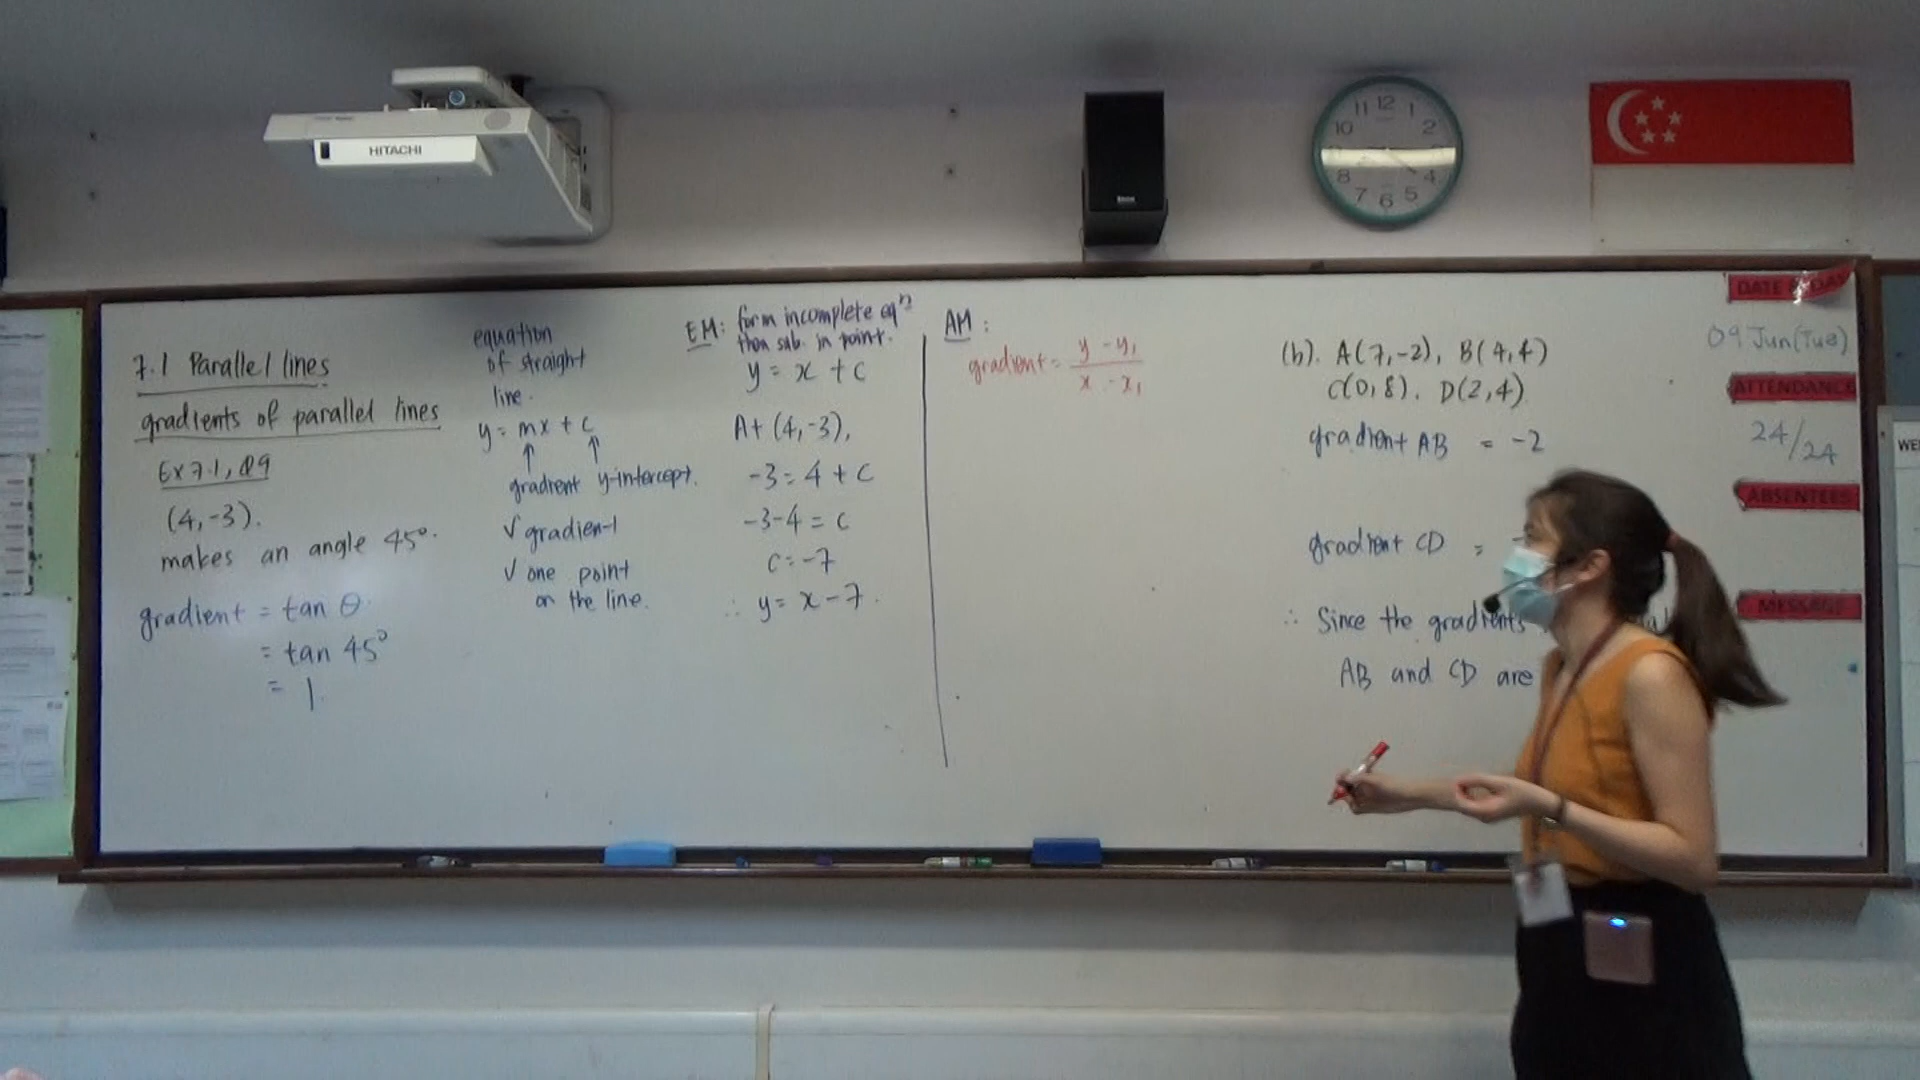 HITACHI
11 12 1
10 2
8 4
7 6 5
7.1 Parallel lines
gradients of parallel lines
Ex 7.1, Q9
(4,-3).
makes an angle 45°.
gradient = tan θ.
= tan 45°
= 1.
equation
of straight
line.
y = mx + c
↑ ↑
gradient y-intercept.
√ gradient
√ one point
on the line.
EM: form incomplete eqⁿ
then sub. in point.
y = x + c
At (4,-3),
-3 = 4 + c
-3-4 = c
c = -7
∴ y = x - 7.
AM:
gradient = y - y₁
x - x₁
(b). A(7,-2), B(4,4)
C(0,8). D(2,4).
gradient AB = -2
gradient CD =
∴ Since the gradients
AB and CD are
DATE & DAY
09 Jun (Tue)
ATTENDANCE
24/24
ABSENTEES
MESSAGE